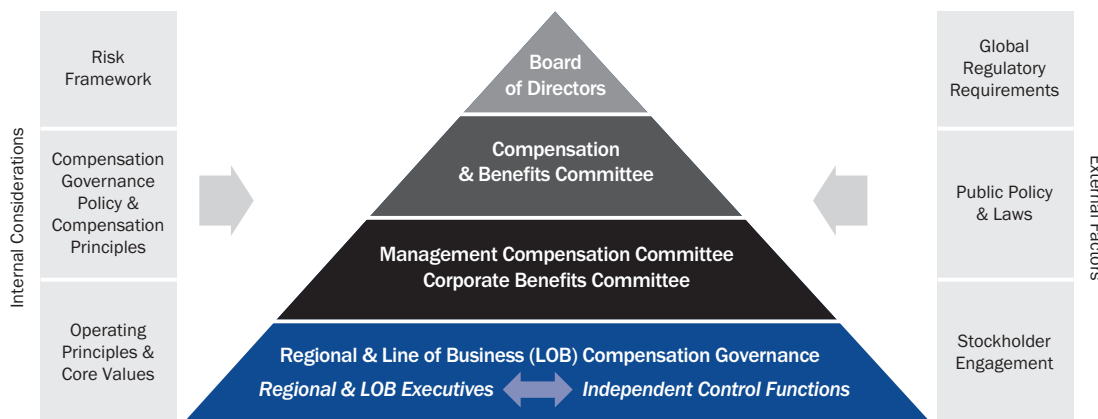 Internal Considerations
Risk
Framework
Compensation
Governance
Policy &
Compensation
Principles
Operating
Principles &
Core Values
Board
of Directors
Compensation
& Benefits Committee
Management Compensation Committee
Corporate Benefits Committee
Regional & Line of Business (LOB) Compensation Governance
Regional & LOB Executives
Independent Control Functions
Global
Regulatory
Requirements
Public Policy
& Laws
Stockholder
Engagement
External Factors